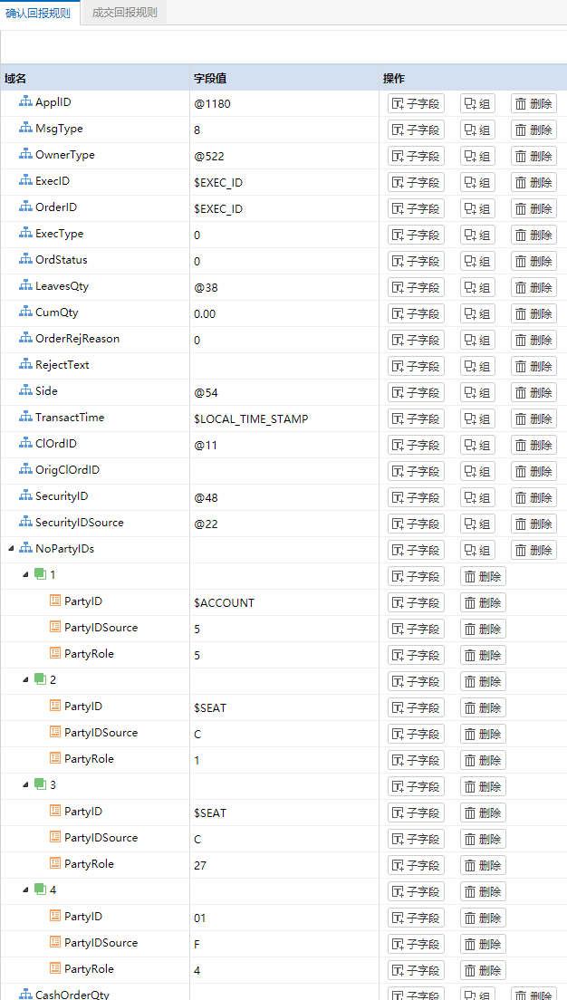 确认回报规则 成交回报规则
域名 字段值 操作
ApplID @1180 子字段 组 删除
MsgType 8 子字段 组 删除
OwnerType @522 子字段 组 删除
ExecID $EXEC_ID 子字段 组 删除
OrderID $EXEC_ID 子字段 组 删除
ExecType 0 子字段 组 删除
OrdStatus 0 子字段 组 删除
LeavesQty @38 子字段 组 删除
CumQty 0.00 子字段 组 删除
OrderRejReason 0 子字段 组 删除
RejectText 子字段 组 删除
Side @54 子字段 组 删除
TransactTime $LOCAL_TIME_STAMP 子字段 组 删除
ClOrdID @11 子字段 组 删除
OrigClOrdID 子字段 组 删除
SecurityID @48 子字段 组 删除
SecurityIDSource @22 子字段 组 删除
NoPartyIDs 子字段 组 删除
1 子字段 删除
PartyID $ACCOUNT 子字段 删除
PartyIDSource 5 子字段 删除
PartyRole 5 子字段 删除
2 子字段 删除
PartyID $SEAT 子字段 删除
PartyIDSource C 子字段 删除
PartyRole 1 子字段 删除
3 子字段 删除
PartyID $SEAT 子字段 删除
PartyIDSource C 子字段 删除
PartyRole 27 子字段 删除
4 子字段 删除
PartyID 01 子字段 删除
PartyIDSource F 子字段 删除
PartyRole 4 子字段 删除
CashOrderQty 子字段 组 删除